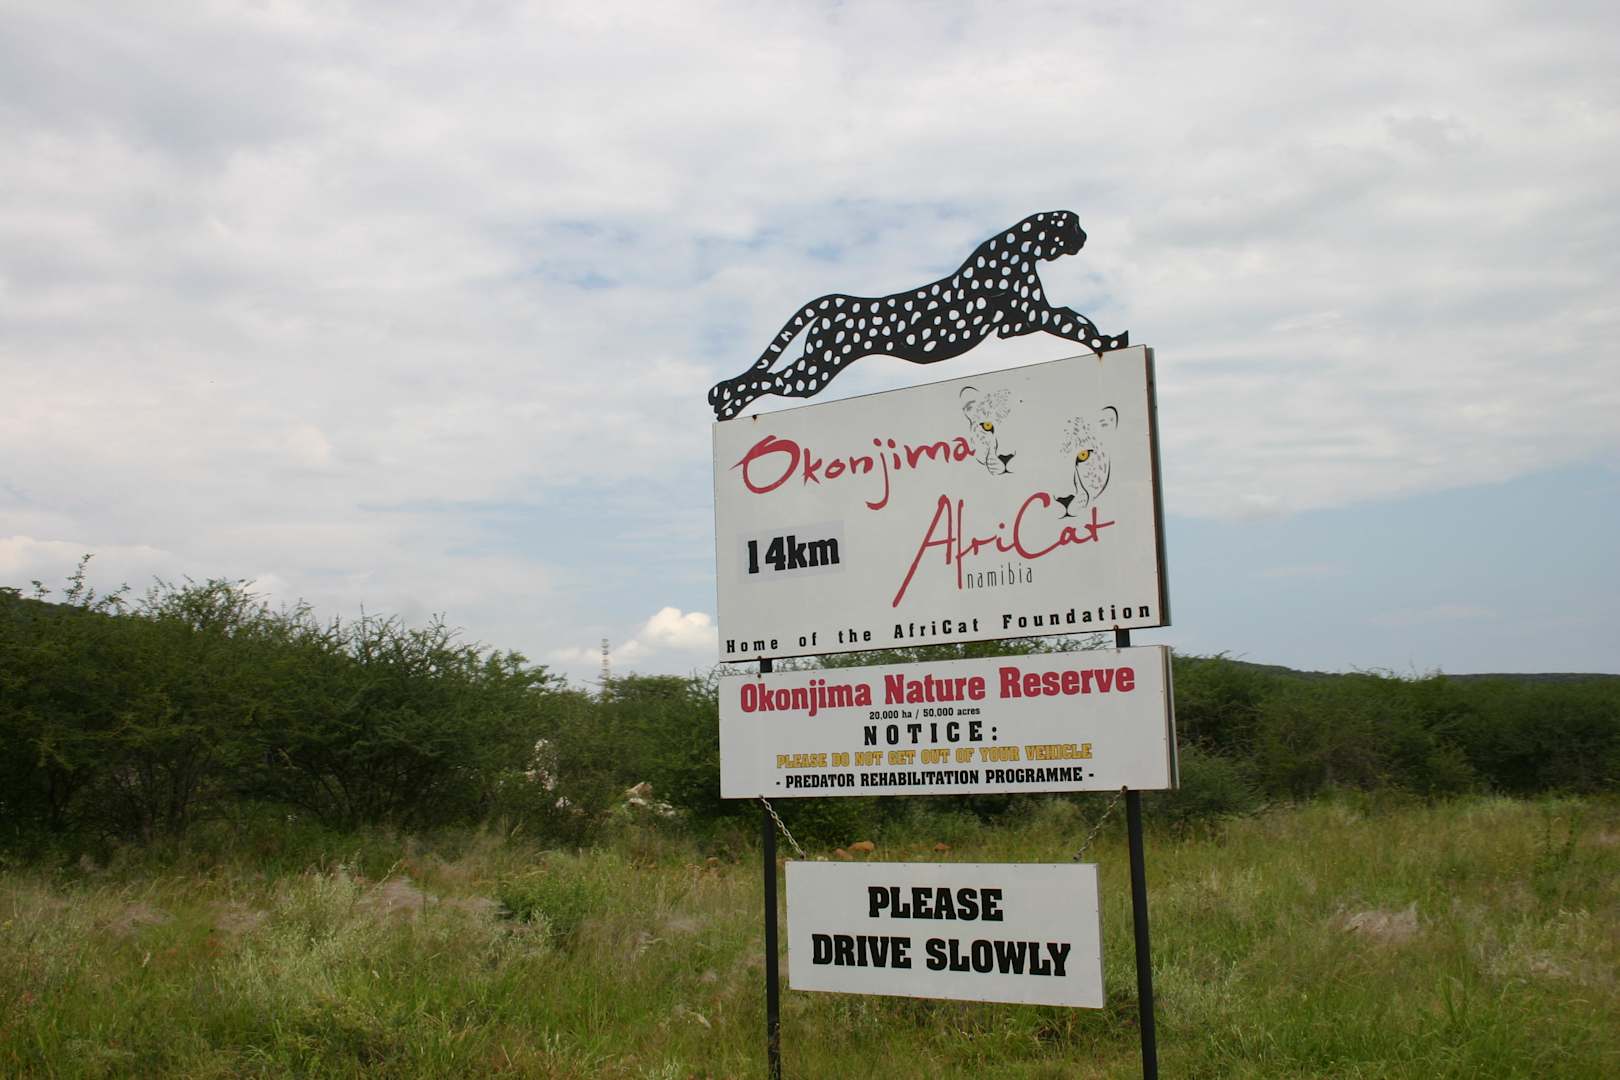 Okonjima
AfriCat
14km
namibia
Home of the AfriCat Foundation
Okonjima Nature Reserve
20,000 ha / 50,000 acres
NOTICE:
PLEASE DO NOT GET OUT OF YOUR VEHICLE
- PREDATOR REHABILITATION PROGRAMME -
PLEASE
DRIVE SLOWLY